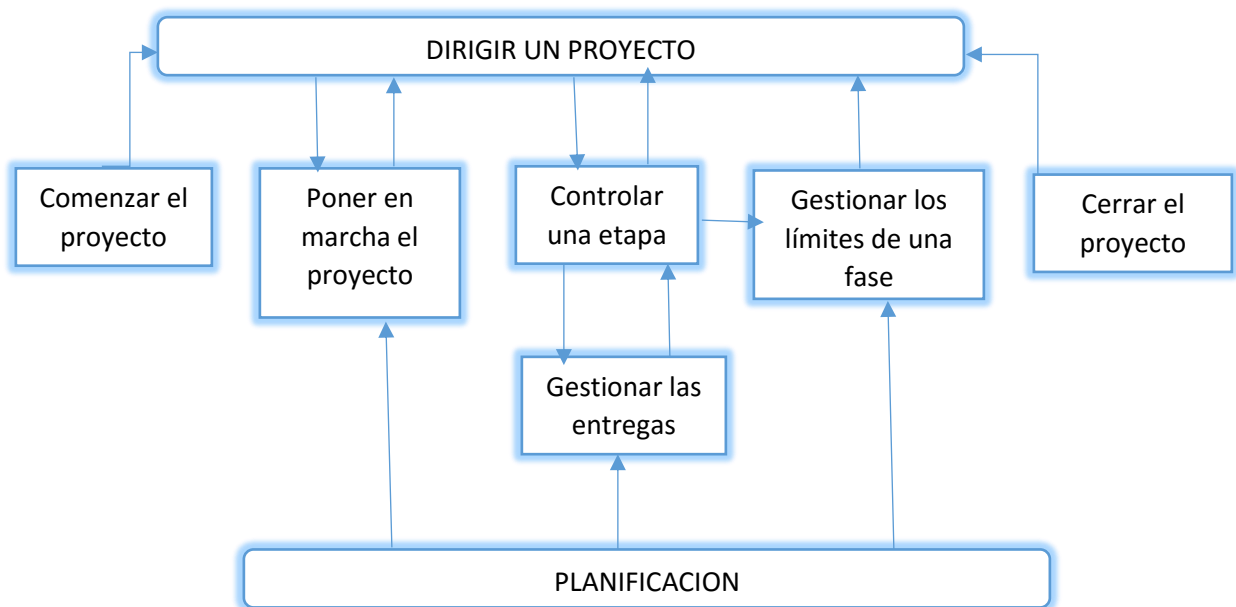 DIRIGIR UN PROYECTO
Comenzar el
proyecto
Poner en
marcha el
proyecto
Controlar
una etapa
Gestionar los
límites de una
fase
Cerrar el
proyecto
Gestionar las
entregas
PLANIFICACION